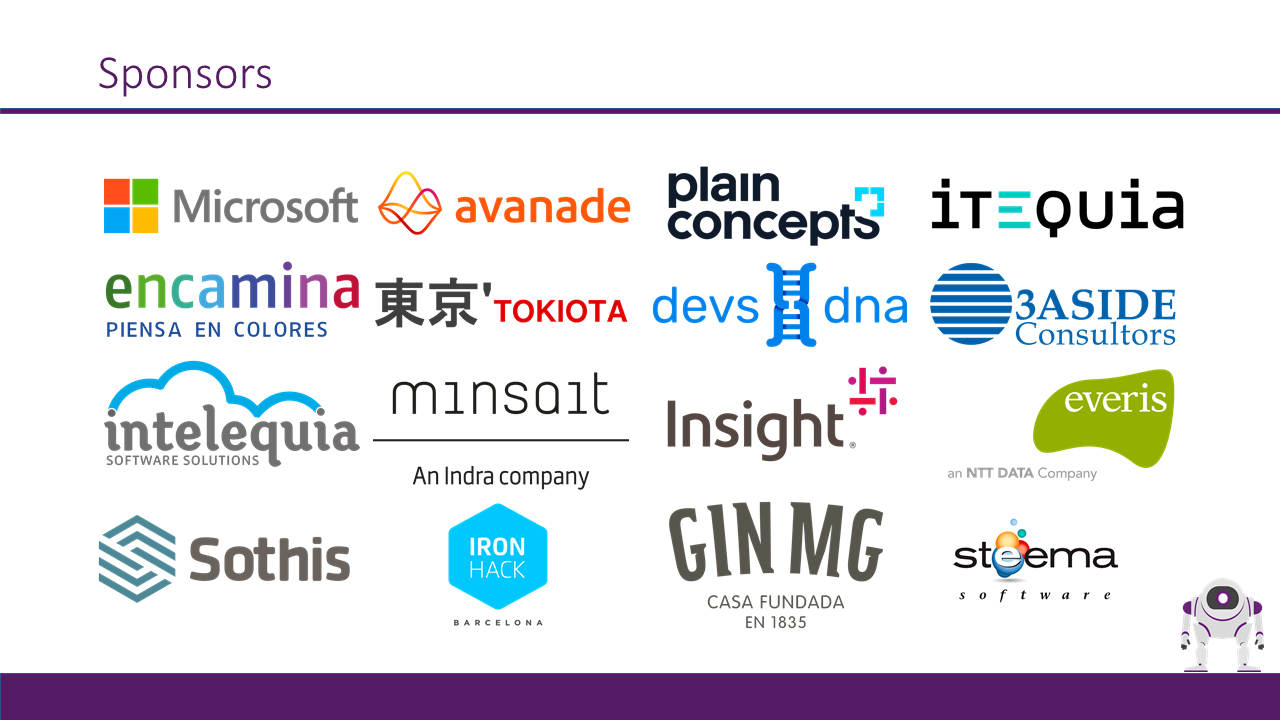 Sponsors
Microsoft
avanade
plain
concepts
iTEQuia
encamina
PIENSA EN COLORES
東京'TOKIOTA
devs dna
3ASIDE
Consultors
intelequia
SOFTWARE SOLUTIONS
minsait
An Indra company
Insight®
everis
an NTT DATA Company
Sothis
IRON
HACK
BARCELONA
GIN MG
CASA FUNDADA
EN 1835
steema
software